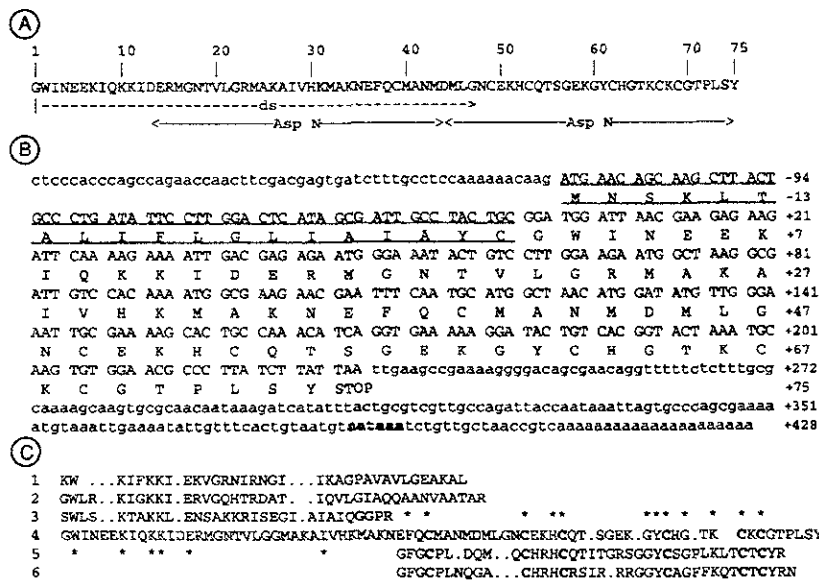 A
1 10 20 30 40 50 60 70 75
GWINEEKIQKKIDERMGNTVLGRMAKAIVHKMAKNEFQCMANMDMLGNCEKHCQTSGEKGYCHGTKCKCGTPLSY
|-------------------------ds------------------------>
<-------- Asp N --------><-------- Asp N -------->
B
ctcccacccagccagaaccaacttcgacgagtgatctttgcctccaaaaaacaag ATG AAC AGC AAG CTT ACT -94
M N S K L T -13
GCC CTG ATA TTC CTT GGA CTC ATA GCG ATT GCC TAC TGC GGA TGG ATT AAC GAA GAG AAG +21
A L I F L G L I A I A Y C G W I N E E K +7
ATT CAA AAG AAA ATT GAC GAG AGA ATG GGA AAT ACT GTC CTT GGA AGA ATG GCT AAG GCG +81
I Q K K I D E R M G N T V L G R M A K A +27
ATT GTC CAC AAA ATG GCG AAG AAC GAA TTT CAA TGC ATG GCT AAC ATG GAT ATG TTG GGA +141
I V H K M A K N E F Q C M A N M D M L G +47
AAT TGC GAA AAG CAC TGC CAA ACA TCA GGT GAA AAA GGA TAC TGT CAC GGT ACT AAA TGC +201
N C E K H C Q T S G E K G Y C H G T K C +67
AAG TGT GGA ACG CCC TTA TCT TAT TAA ttgaagccgaaaaggggacagcgaacaggtttttctctttgcg +272
K C G T P L S Y STOP +75
caaaagcaagtgcgcaacaataaagatcatatttactgcgtcgttgccagattaccaataaattagtgcccagcgaaaa +351
atgtaaattgaaaatattgtttcactgtaatgtaataaatctgttgctaaccgtcaaaaaaaaaaaaaaaaaaaa +428
C
1 KW ...KIFKKI.EKVGRNIRNGI...IKAGPAVAVLGEAKAL
2 GWLR..KIGKKI.ERVGQHTRDAT...IQVLGIAQQAANVAATAR
3 SWLS..KTAKKL.ENSAKKRISEGI.AIAIQGGPR * * * ** *** * * *
4 GWINEEKIQKKIDERMGNTVLGGMAKAIVHKMAKNEFQCMANMDMLGNCEKHCQT.SGEK.GYCHG.TK CKCGTPLSY
* * ** * * 
5 GFGCPL.DQM..QCHRHCQTITGRSGGYCSGPLKLTCTCYR
6 GFGCPLNQGA...CHRHCRSIR.RRGGYCAGFFKQTCTCYRN